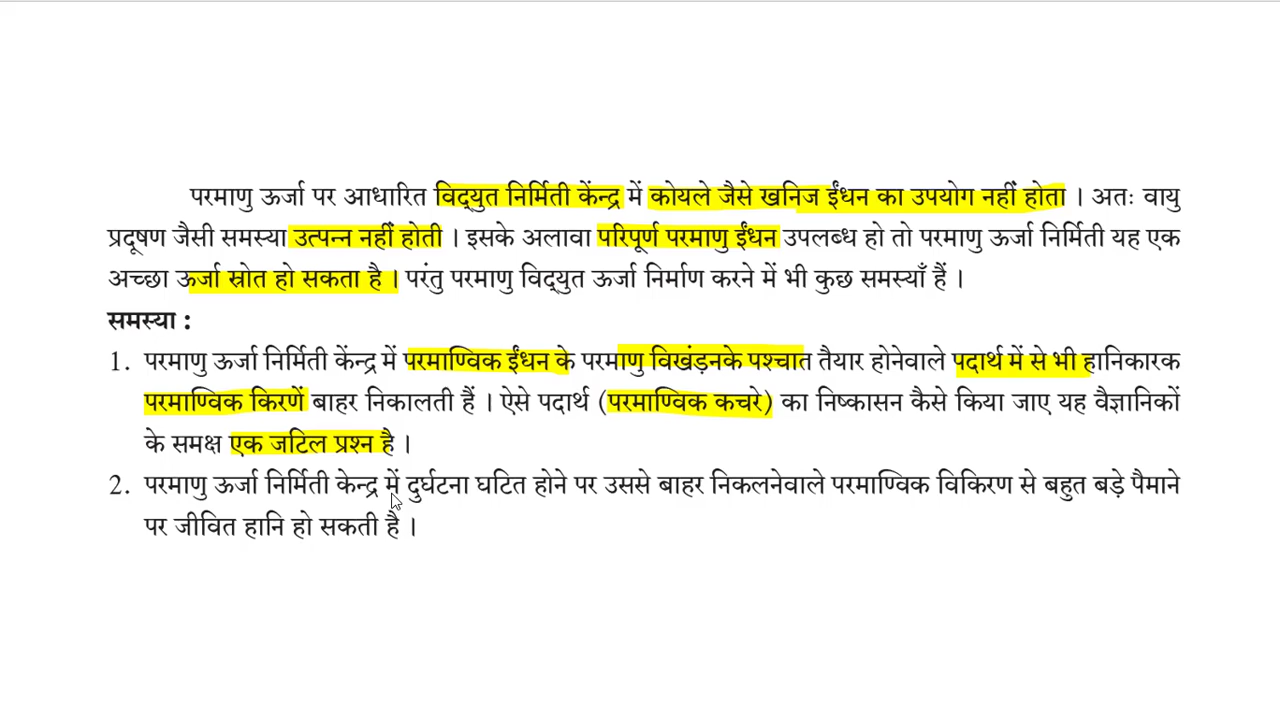 परमाणु ऊर्जा पर आधारित विद्‌युत निर्मिती केंन्द्र में कोयले जैसे खनिज ईंधन का उपयोग नहीं होता । अतः वायु
प्रदूषण जैसी समस्या उत्पन्न नहीं होती । इसके अलावा परिपूर्ण परमाणु ईंधन उपलब्ध हो तो परमाणु ऊर्जा निर्मिती यह एक
अच्छा ऊर्जा स्रोत हो सकता है । परंतु परमाणु विद्‌युत ऊर्जा निर्माण करने में भी कुछ समस्याँ हैं ।
समस्या :
1. परमाणु ऊर्जा निर्मिती केंन्द्र में परमाण्विक ईंधन के परमाणु विखंड़नके पश्चात तैयार होनेवाले पदार्थ में से भी हानिकारक
परमाण्विक किरणें बाहर निकालती हैं । ऐसे पदार्थ (परमाण्विक कचरे) का निष्कासन कैसे किया जाए यह वैज्ञानिकों
के समक्ष एक जटिल प्रश्न है ।
2. परमाणु ऊर्जा निर्मिती केन्द्र में दुर्घटना घटित होने पर उससे बाहर निकलनेवाले परमाण्विक विकिरण से बहुत बड़े पैमाने
पर जीवित हानि हो सकती है ।